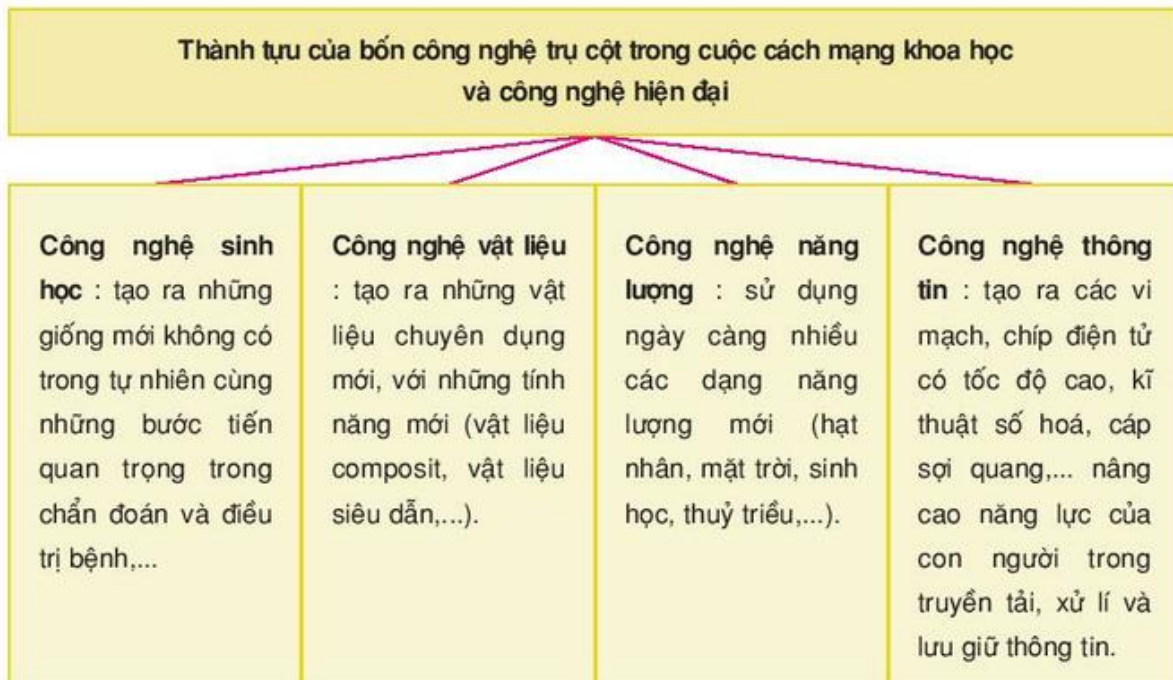 Thành tựu của bốn công nghệ trụ cột trong cuộc cách mạng khoa học
và công nghệ hiện đại
Công nghệ sinh
học : tạo ra những
giống mới không có
trong tự nhiên cùng
những bước tiến
quan trọng trong
chẩn đoán và điều
trị bệnh,...
Công nghệ vật liệu
: tạo ra những vật
liệu chuyên dụng
mới, với những tính
năng mới (vật liệu
composit, vật liệu
siêu dẫn,...).
Công nghệ năng
lượng : sử dụng
ngày càng nhiều
các dạng năng
lượng mới (hạt
nhân, mặt trời, sinh
học, thuỷ triều,...).
Công nghệ thông
tin : tạo ra các vi
mạch, chíp điện tử
có tốc độ cao, kĩ
thuật số hoá, cáp
sợi quang,... nâng
cao năng lực của
con người trong
truyền tải, xử lí và
lưu giữ thông tin.